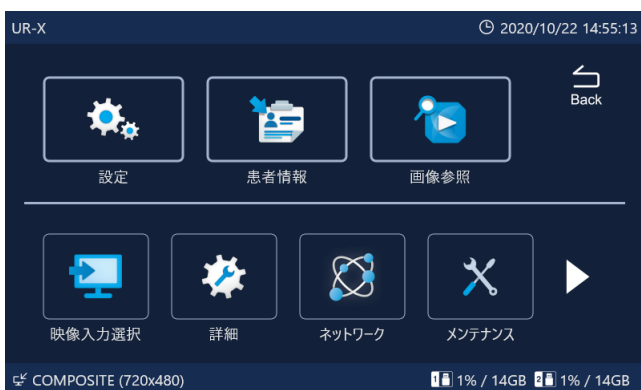 UR-X
2020/10/22 14:55:13
Back
設定
患者情報
画像参照
映像入力選択
詳細
ネットワーク
メンテナンス
COMPOSITE (720x480)
1 1% / 14GB 2 1% / 14GB